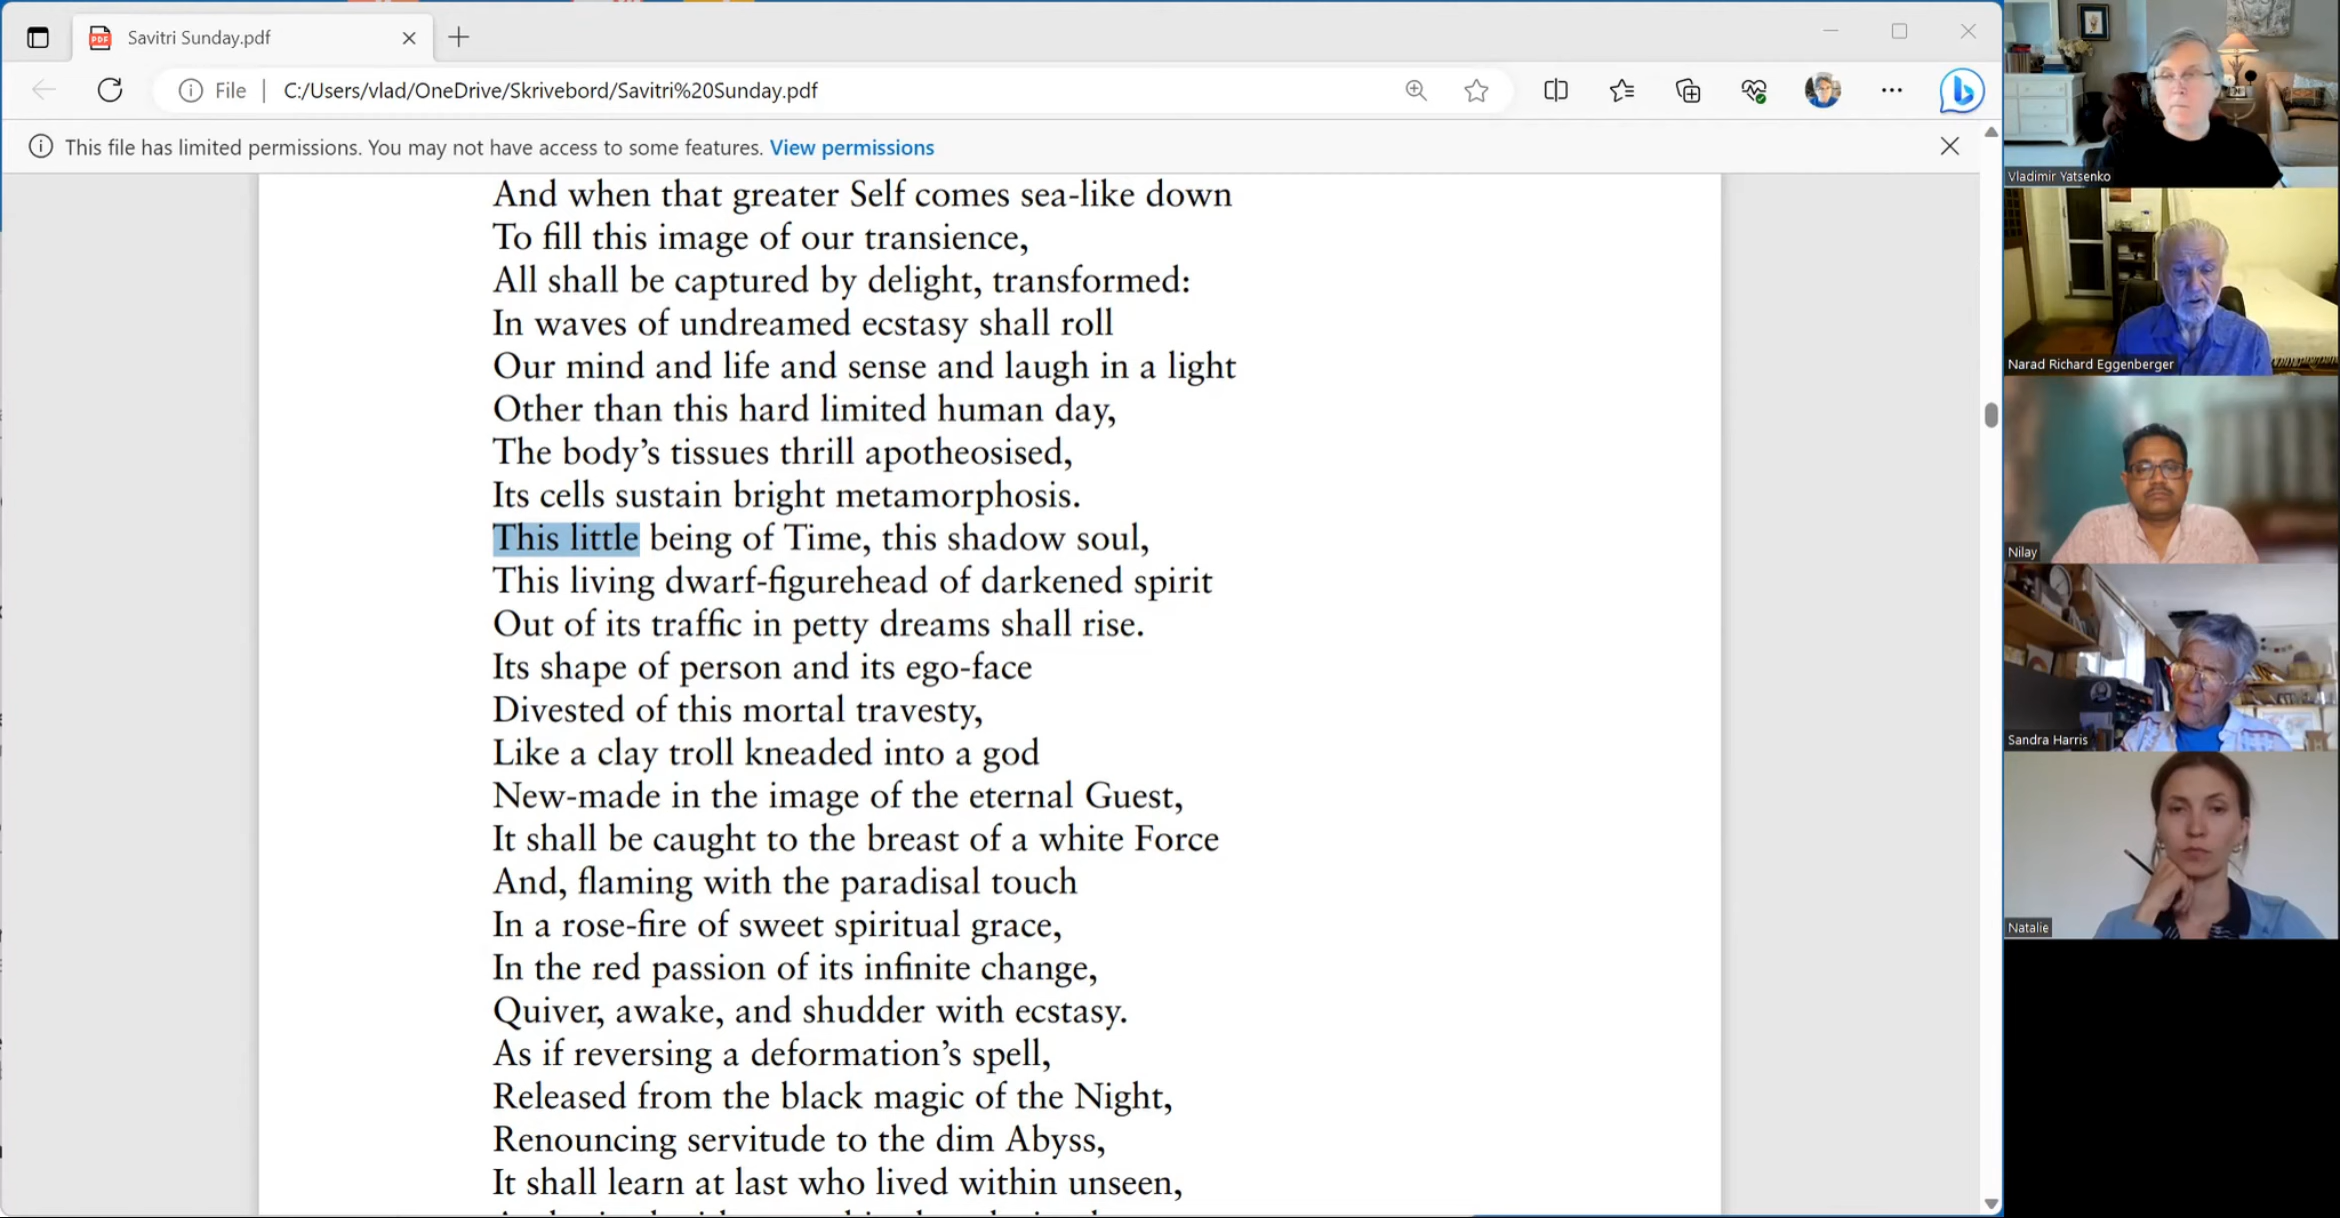 Savitri Sunday.pdf
File
C:/Users/vlad/OneDrive/Skrivebord/Savitri%20Sunday.pdf
This file has limited permissions. You may not have access to some features. View permissions
And when that greater Self comes sea-like down
To fill this image of our transience,
All shall be captured by delight, transformed:
In waves of undreamed ecstasy shall roll
Our mind and life and sense and laugh in a light
Other than this hard limited human day,
The body’s tissues thrill apotheosised,
Its cells sustain bright metamorphosis.
This little being of Time, this shadow soul,
This living dwarf-figurehead of darkened spirit
Out of its traffic in petty dreams shall rise.
Its shape of person and its ego-face
Divested of this mortal travesty,
Like a clay troll kneaded into a god
New-made in the image of the eternal Guest,
It shall be caught to the breast of a white Force
And, flaming with the paradisal touch
In a rose-fire of sweet spiritual grace,
In the red passion of its infinite change,
Quiver, awake, and shudder with ecstasy.
As if reversing a deformation’s spell,
Released from the black magic of the Night,
Renouncing servitude to the dim Abyss,
It shall learn at last who lived within unseen,
Vladimir Yatsenko
Narad Richard Eggenberger
Nilay
Sandra Harris
Natalie